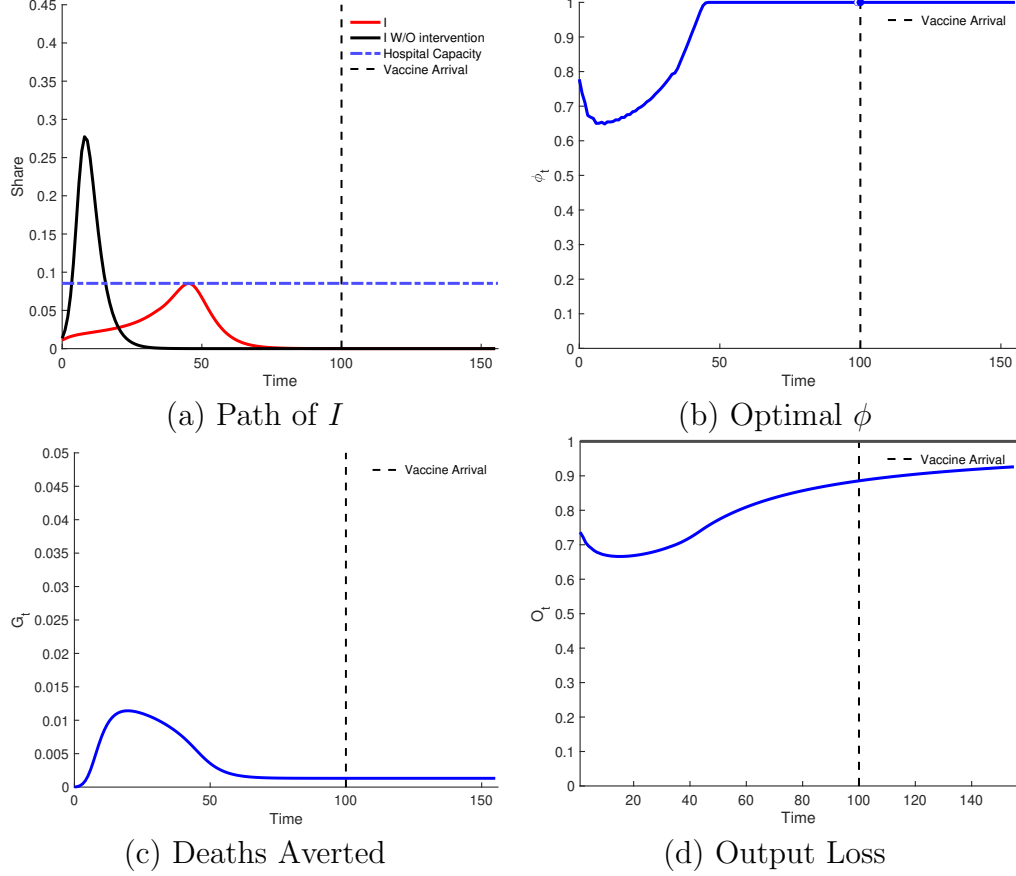 0.45
0.4
0.35
0.3
0.25
0.2
0.15
0.1
0.05
0
Share
0 50 100 150
Time
I
I W/O intervention
Hospital Capacity
Vaccine Arrival
(a) Path of I
1
0.9
0.8
0.7
0.6
0.5
0.4
0.3
0.2
0.1
0
ϕt
0 50 100 150
Time
Vaccine Arrival
(b) Optimal ϕ
0.05
0.045
0.04
0.035
0.03
0.025
0.02
0.015
0.01
0.005
0
Gt
0 50 100 150
Time
Vaccine Arrival
(c) Deaths Averted
1
0.9
0.8
0.7
0.6
0.5
0.4
0.3
0.2
0.1
0
Ot
20 40 60 80 100 120 140
Time
Vaccine Arrival
(d) Output Loss